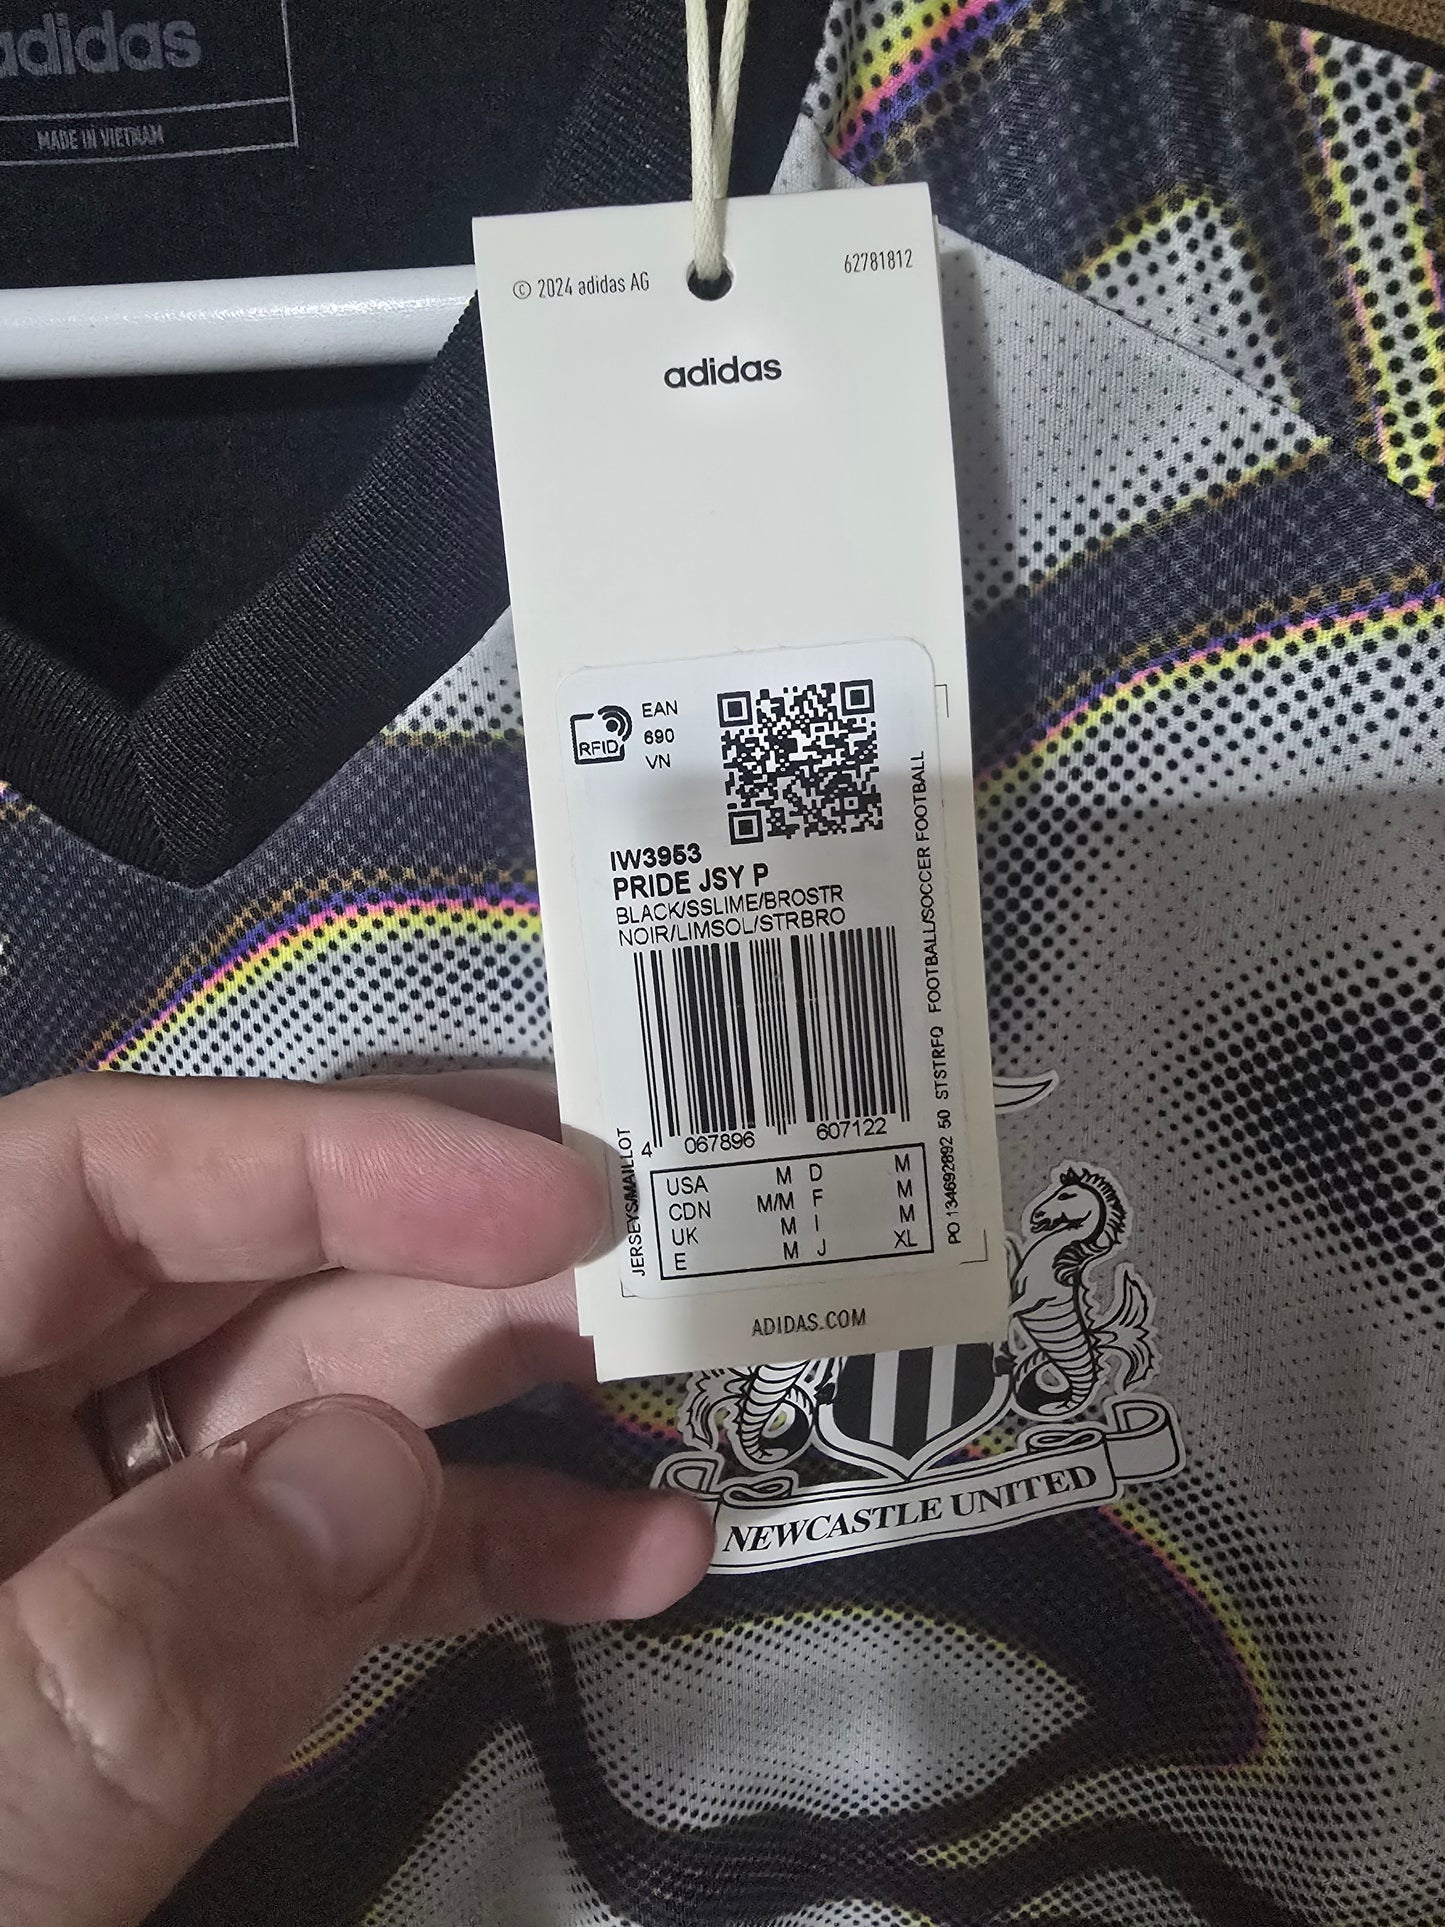 adidas
MADE IN VIETNAM
© 2024 adidas AG
62781812
adidas
RFID
EAN
690
VN
IW3953
PRIDE JSY P
BLACK/SSLIME/BROSTR
NOIR/LIMSOL/STRBRO
4 067896 607122
JERSEYS/MAILLOT
PO 134692892 50 STSTRFQ FOOTBALL/SOCCER FOOTBALL
USA M D M
CDN M/M F M
UK M I M
E M J XL
ADIDAS.COM
NEWCASTLE UNITED